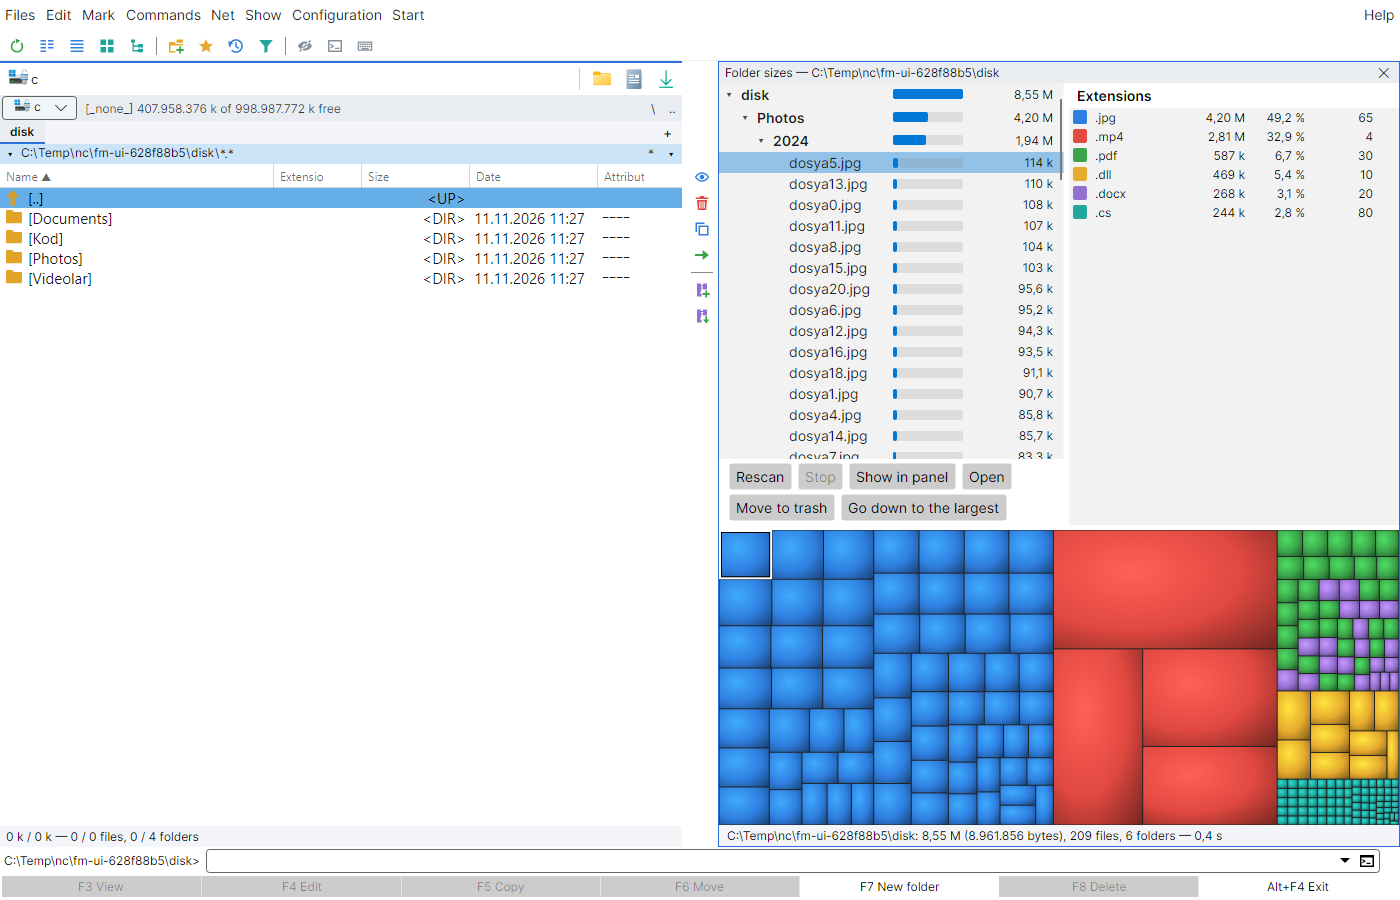 Files Edit Mark Commands Net Show Configuration Start Help
c
c [_none_] 407.958.376 k of 998.987.772 k free \ ..
disk +
C:\Temp\nc\fm-ui-628f88b5\disk\*.* *
Name Extensio Size Date Attribut
[..] <UP>
[Documents] <DIR> 11.11.2026 11:27 ----
[Kod] <DIR> 11.11.2026 11:27 ----
[Photos] <DIR> 11.11.2026 11:27 ----
[Videolar] <DIR> 11.11.2026 11:27 ----
0 k / 0 k — 0 / 0 files, 0 / 4 folders
Folder sizes — C:\Temp\nc\fm-ui-628f88b5\disk
disk 8,55 M
Photos 4,20 M
2024 1,94 M
dosya5.jpg 114 k
dosya13.jpg 110 k
dosya0.jpg 108 k
dosya11.jpg 107 k
dosya8.jpg 104 k
dosya15.jpg 103 k
dosya20.jpg 95,6 k
dosya6.jpg 95,2 k
dosya12.jpg 94,3 k
dosya16.jpg 93,5 k
dosya18.jpg 91,1 k
dosya1.jpg 90,7 k
dosya4.jpg 85,8 k
dosya14.jpg 85,7 k
dosya7.jpg 83,3 k
Extensions
.jpg 4,20 M 49,2 % 65
.mp4 2,81 M 32,9 % 4
.pdf 587 k 6,7 % 30
.dll 469 k 5,4 % 10
.docx 268 k 3,1 % 20
.cs 244 k 2,8 % 80
Rescan Stop Show in panel Open
Move to trash Go down to the largest
C:\Temp\nc\fm-ui-628f88b5\disk: 8,55 M (8.961.856 bytes), 209 files, 6 folders — 0,4 s
C:\Temp\nc\fm-ui-628f88b5\disk>
F3 View F4 Edit F5 Copy F6 Move F7 New folder F8 Delete Alt+F4 Exit